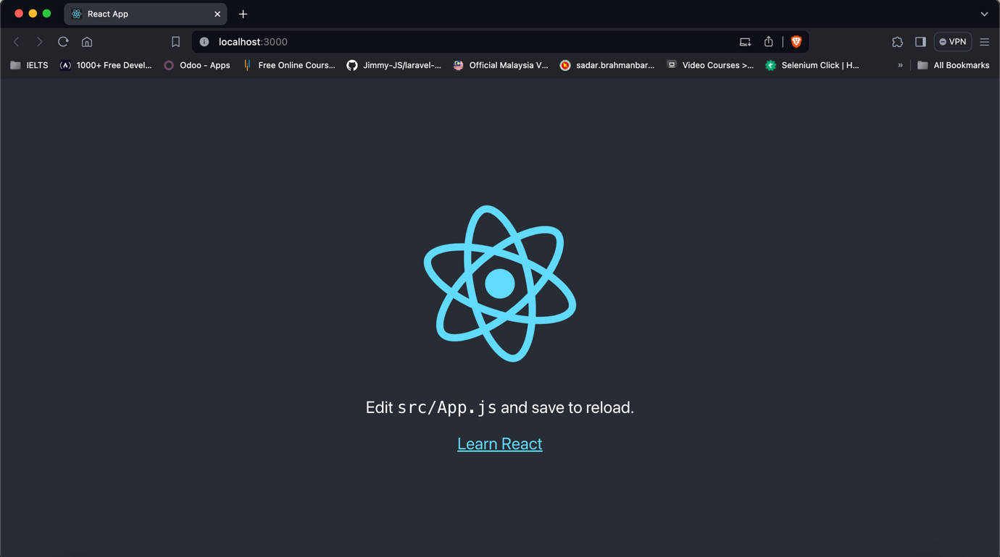 React App
localhost:3000
VPN
IELTS
1000+ Free Devel...
Odoo - Apps
Free Online Cours...
Jimmy-JS/laravel-...
Official Malaysia V...
sadar.brahmanbar...
Video Courses >...
Selenium Click | H...
»
All Bookmarks
Edit src/App.js and save to reload.
Learn React